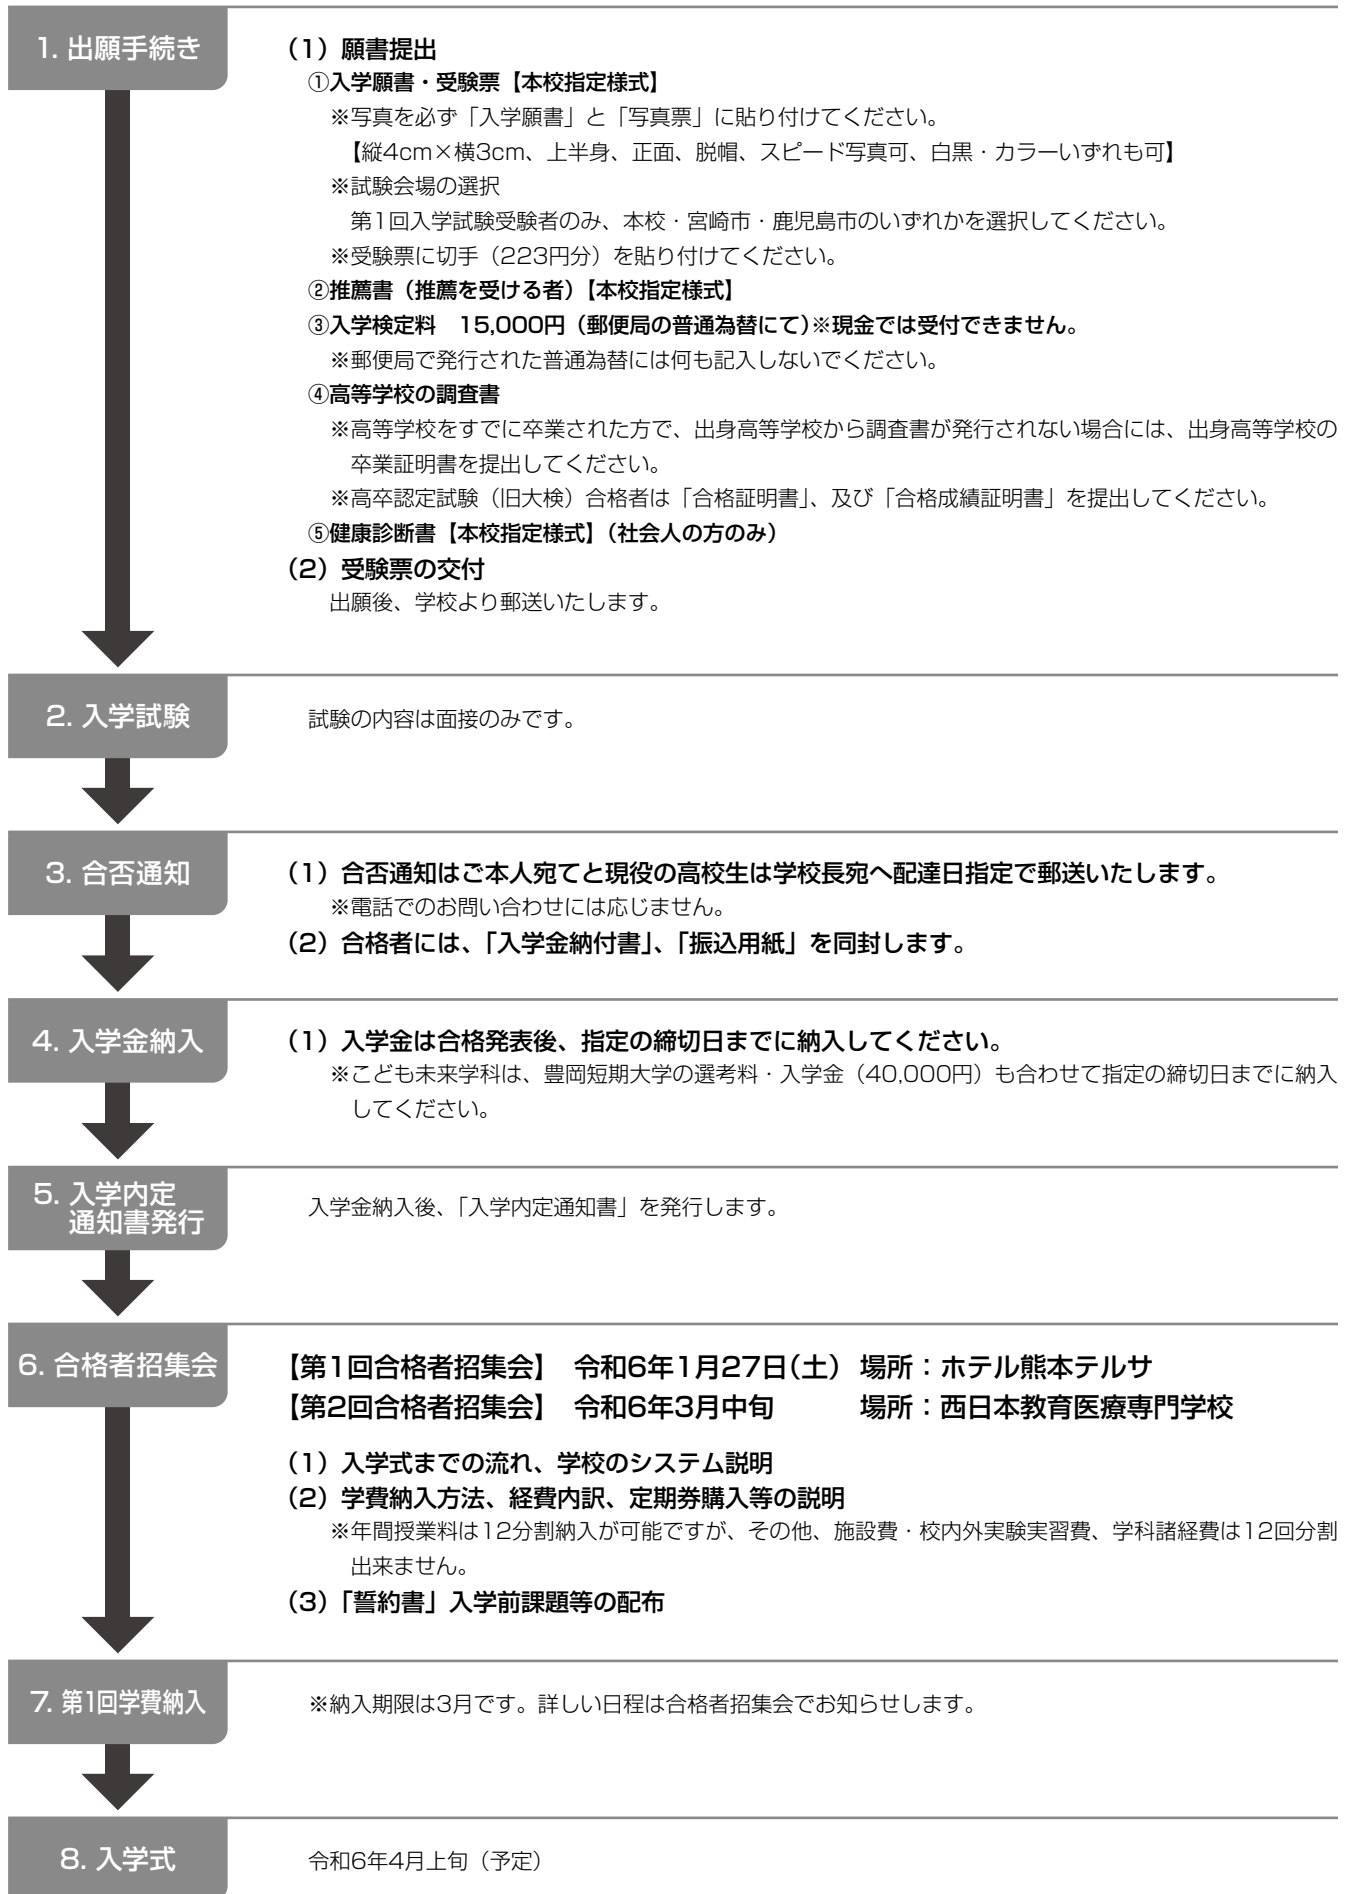 1. 出願手続き
（1）願書提出
①入学願書・受験票【本校指定様式】
※写真を必ず「入学願書」と「写真票」に貼り付けてください。
【縦4cm×横3cm、上半身、正面、脱帽、スピード写真可、白黒・カラーいずれも可】
※試験会場の選択
第1回入学試験受験者のみ、本校・宮崎市・鹿児島市のいずれかを選択してください。
※受験票に切手（223円分）を貼り付けてください。
②推薦書（推薦を受ける者）【本校指定様式】
③入学検定料　15,000円（郵便局の普通為替にて）※現金では受付できません。
※郵便局で発行された普通為替には何も記入しないでください。
④高等学校の調査書
※高等学校をすでに卒業された方で、出身高等学校から調査書が発行されない場合には、出身高等学校の
卒業証明書を提出してください。
※高卒認定試験（旧大検）合格者は「合格証明書」、及び「合格成績証明書」を提出してください。
⑤健康診断書【本校指定様式】（社会人の方のみ）
（2）受験票の交付
出願後、学校より郵送いたします。
2. 入学試験
試験の内容は面接のみです。
3. 合否通知
（1）合否通知はご本人宛てと現役の高校生は学校長宛へ配達日指定で郵送いたします。
※電話でのお問い合わせには応じません。
（2）合格者には、「入学金納付書」、「振込用紙」を同封します。
4. 入学金納入
（1）入学金は合格発表後、指定の締切日までに納入してください。
※こども未来学科は、豊岡短期大学の選考料・入学金（40,000円）も合わせて指定の締切日までに納入
してください。
5. 入学内定
通知書発行
入学金納入後、「入学内定通知書」を発行します。
6. 合格者招集会
【第1回合格者招集会】　令和6年1月27日（土）　場所：ホテル熊本テルサ
【第2回合格者招集会】　令和6年3月中旬　場所：西日本教育医療専門学校
（1）入学式までの流れ、学校のシステム説明
（2）学費納入方法、経費内訳、定期券購入等の説明
※年間授業料は12分割納入が可能ですが、その他、施設費・校内外実験実習費、学科諸経費は12回分割
出来ません。
（3）「誓約書」入学前課題等の配布
7. 第1回学費納入
※納入期限は3月です。詳しい日程は合格者招集会でお知らせします。
8. 入学式
令和6年4月上旬（予定）